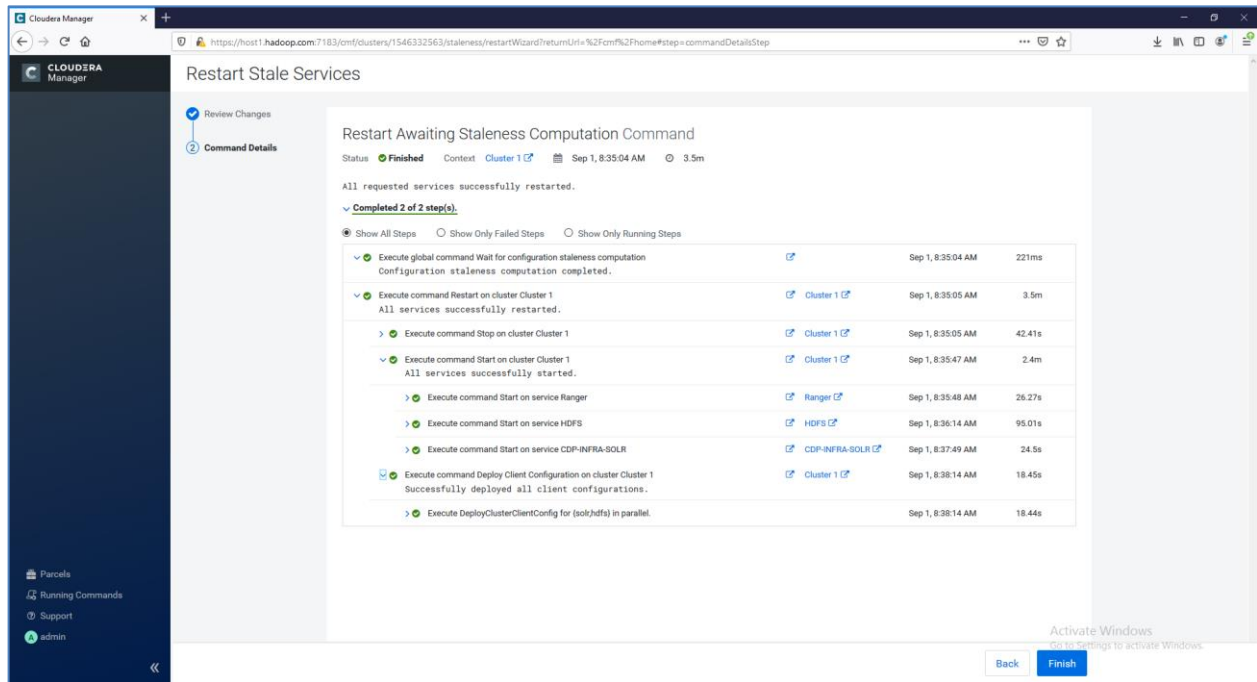 Cloudera Manager
https://host1.hadoop.com:7183/cmf/clusters/1546332563/staleness/restartWizard?returnUrl=%2Fcmf%2Fhome#step=commandDetailsStep
CLOUDERA
Manager
Restart Stale Services
Review Changes
2 Command Details
Restart Awaiting Staleness Computation Command
Status Finished Context Cluster 1 Sep 1, 8:35:04 AM 3.5m
All requested services successfully restarted.
Completed 2 of 2 step(s).
Show All Steps Show Only Failed Steps Show Only Running Steps
Execute global command Wait for configuration staleness computation Sep 1, 8:35:04 AM 221ms
Configuration staleness computation completed.
Execute command Restart on cluster Cluster 1 Cluster 1 Sep 1, 8:35:05 AM 3.5m
All services successfully restarted.
Execute command Stop on cluster Cluster 1 Cluster 1 Sep 1, 8:35:05 AM 42.41s
Execute command Start on cluster Cluster 1 Cluster 1 Sep 1, 8:35:47 AM 2.4m
All services successfully started.
Execute command Start on service Ranger Ranger Sep 1, 8:35:48 AM 26.27s
Execute command Start on service HDFS HDFS Sep 1, 8:36:14 AM 95.01s
Execute command Start on service CDP-INFRA-SOLR CDP-INFRA-SOLR Sep 1, 8:37:49 AM 24.5s
Execute command Deploy Client Configuration on cluster Cluster 1 Cluster 1 Sep 1, 8:38:14 AM 18.45s
Successfully deployed all client configurations.
Execute DeployClusterClientConfig for {solr,hdfs} in parallel. Sep 1, 8:38:14 AM 18.44s
Parcels
Running Commands
Support
A admin
Activate Windows
Go to Settings to activate Windows.
Back Finish